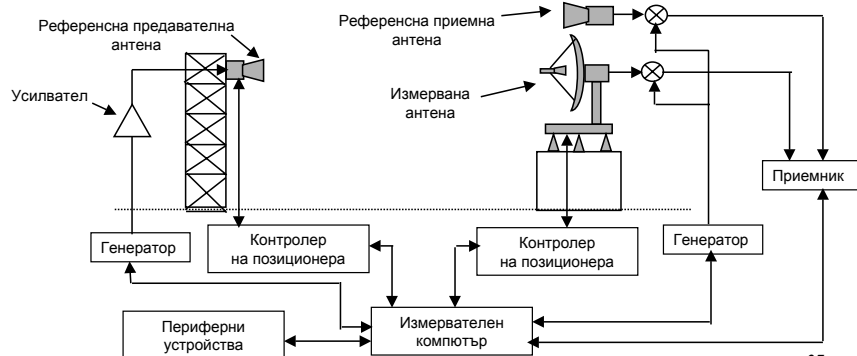 Референсна предавателна
антена
Референсна приемна
антена
Усилвател
Измервана
антена
Приемник
Генератор
Контролер
на позиционера
Контролер
на позиционера
Генератор
Периферни
устройства
Измервателен
компютър